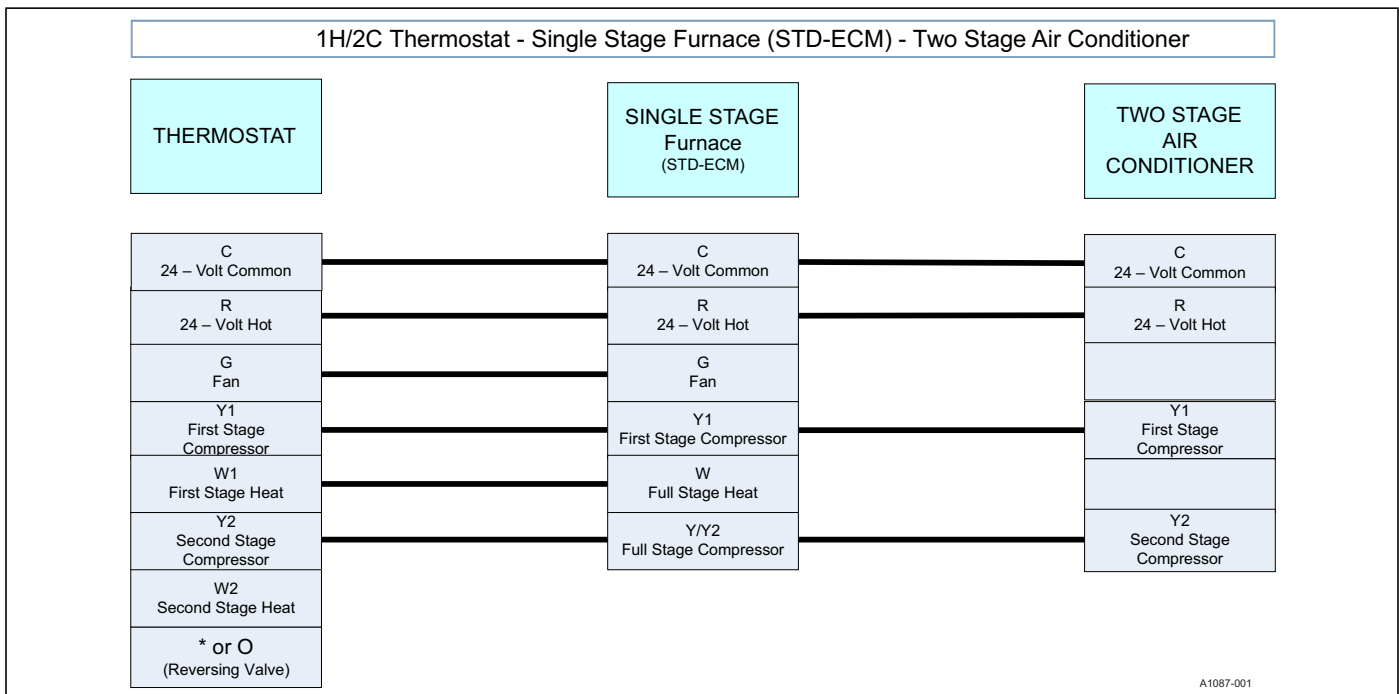 1H/2C Thermostat - Single Stage Furnace (STD-ECM) - Two Stage Air Conditioner
THERMOSTAT
SINGLE STAGE
Furnace
(STD-ECM)
TWO STAGE
AIR
CONDITIONER
C
24 – Volt Common
C
24 – Volt Common
C
24 – Volt Common
R
24 – Volt Hot
R
24 – Volt Hot
R
24 – Volt Hot
G
Fan
G
Fan
Y1
First Stage
Compressor
Y1
First Stage Compressor
Y1
First Stage
Compressor
W1
First Stage Heat
W
Full Stage Heat
Y2
Second Stage
Compressor
Y/Y2
Full Stage Compressor
Y2
Second Stage
Compressor
W2
Second Stage Heat
* or O
(Reversing Valve)
A1087-001